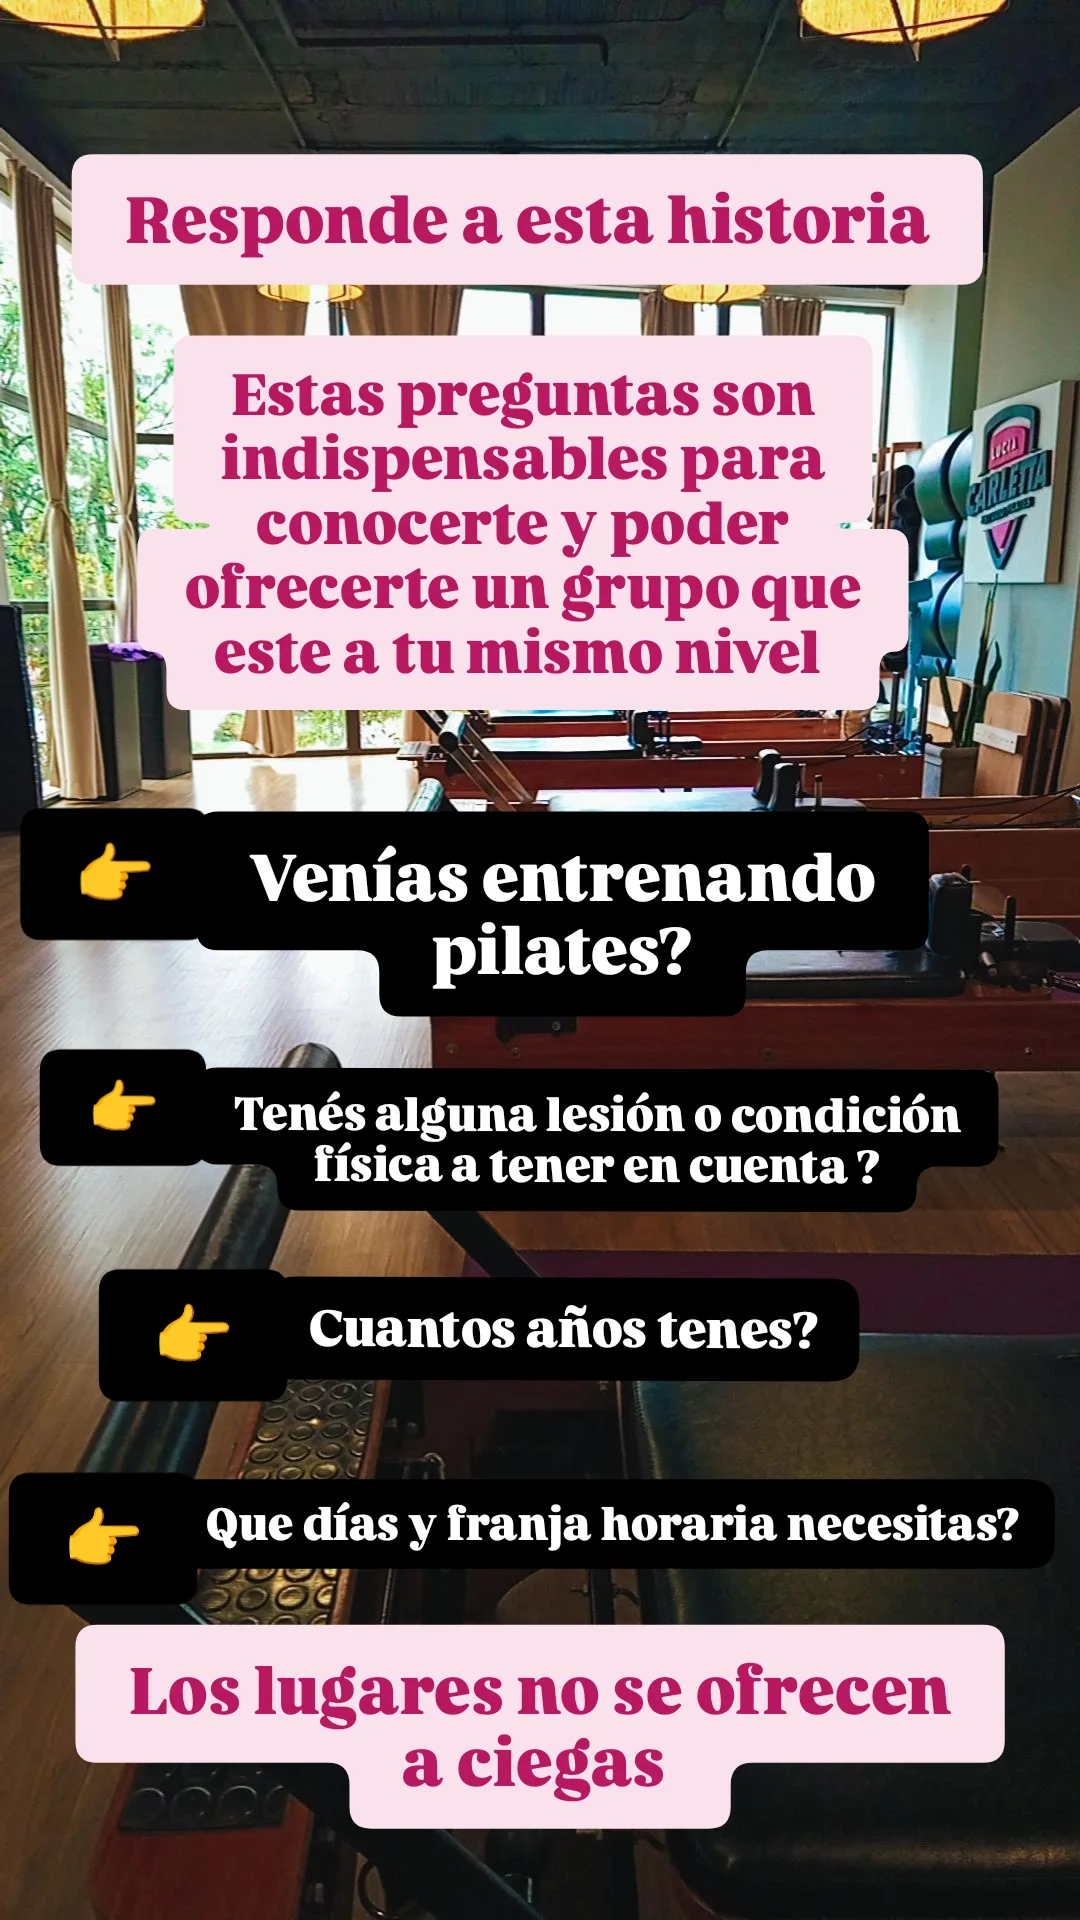 Responde a esta historia
Estas preguntas son
indispensables para
conocerte y poder
ofrecerte un grupo que
este a tu mismo nivel
LUCIA
CARLETTA
👉 Venías entrenando
pilates?
👉 Tenés alguna lesión o condición
física a tener en cuenta ?
👉 Cuantos años tenes?
👉 Que días y franja horaria necesitas?
Los lugares no se ofrecen
a ciegas